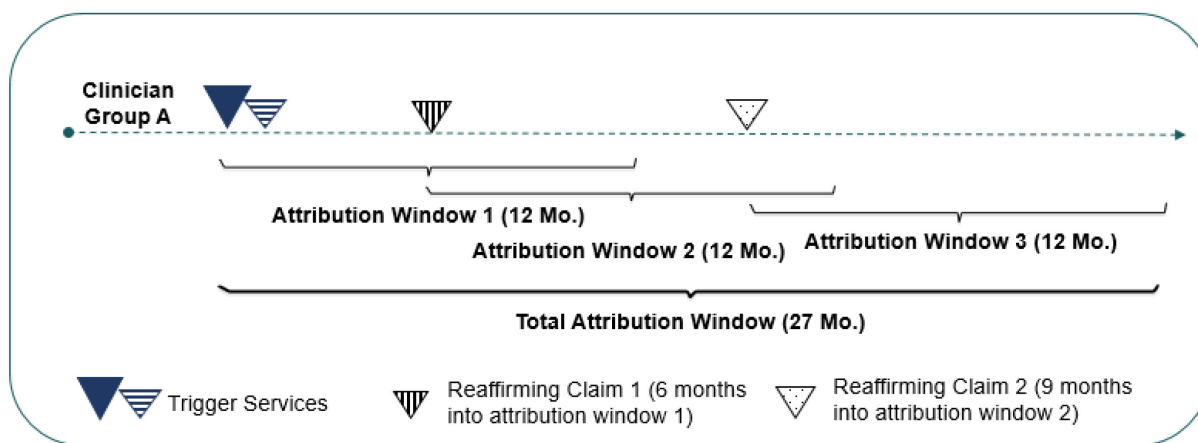 Clinician
Group A
Attribution Window 1 (12 Mo.)
Attribution Window 2 (12 Mo.)
Attribution Window 3 (12 Mo.)
Total Attribution Window (27 Mo.)
Trigger Services
Reaffirming Claim 1 (6 months
into attribution window 1)
Reaffirming Claim 2 (9 months
into attribution window 2)